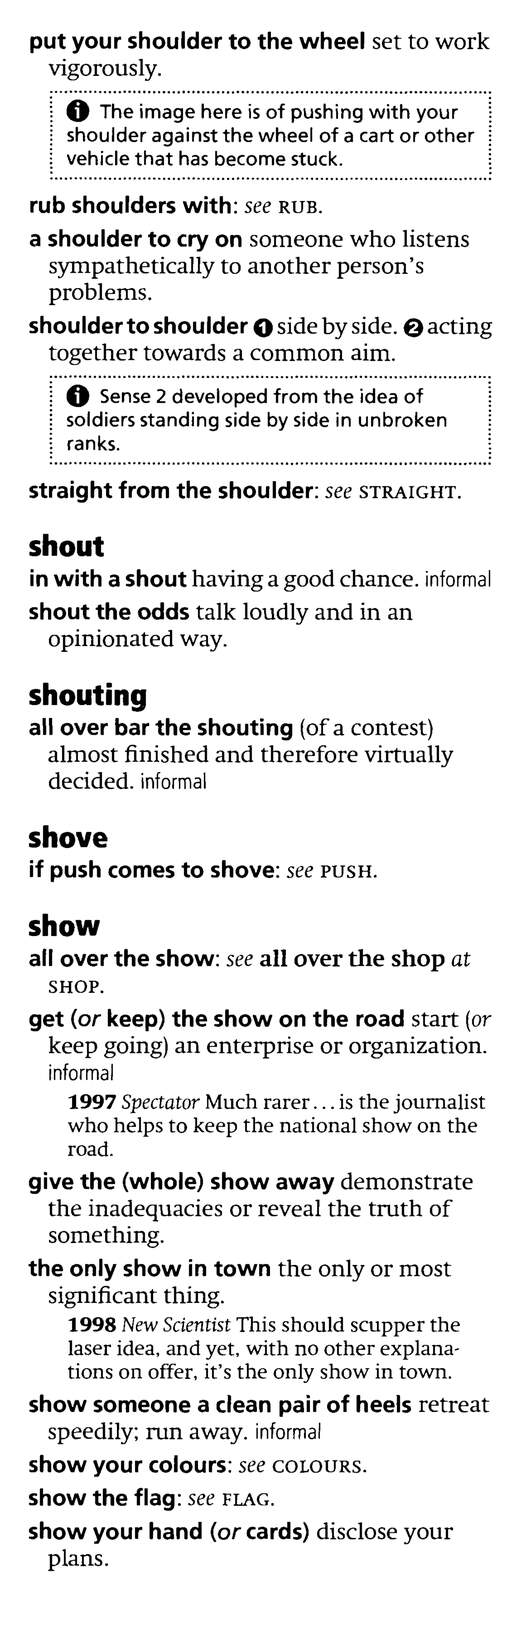 put your shoulder to the wheel set to work
vigorously.
ℹ The image here is of pushing with your
shoulder against the wheel of a cart or other
vehicle that has become stuck.
rub shoulders with: see RUB.
a shoulder to cry on someone who listens
sympathetically to another person's
problems.
shoulder to shoulder ❶ side by side. ❷ acting
together towards a common aim.
ℹ Sense 2 developed from the idea of
soldiers standing side by side in unbroken
ranks.
straight from the shoulder: see STRAIGHT.
shout
in with a shout having a good chance. informal
shout the odds talk loudly and in an
opinionated way.
shouting
all over bar the shouting (of a contest)
almost finished and therefore virtually
decided. informal
shove
if push comes to shove: see PUSH.
show
all over the show: see all over the shop at
SHOP.
get (or keep) the show on the road start (or
keep going) an enterprise or organization.
informal
1997 Spectator Much rarer... is the journalist
who helps to keep the national show on the
road.
give the (whole) show away demonstrate
the inadequacies or reveal the truth of
something.
the only show in town the only or most
significant thing.
1998 New Scientist This should scupper the
laser idea, and yet, with no other explana-
tions on offer, it's the only show in town.
show someone a clean pair of heels retreat
speedily; run away. informal
show your colours: see COLOURS.
show the flag: see FLAG.
show your hand (or cards) disclose your
plans.